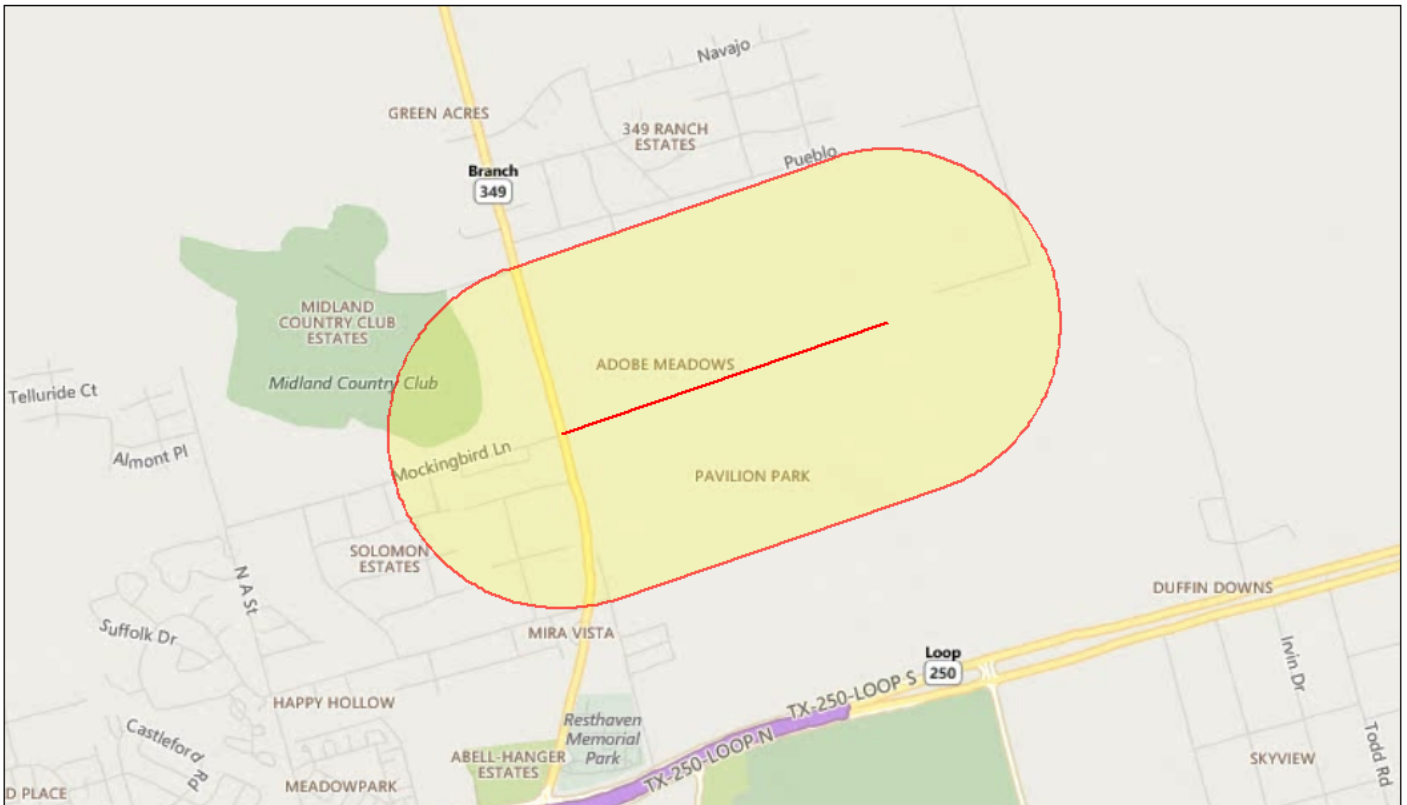 Navajo
GREEN ACRES
349 RANCH
ESTATES
Pueblo
Branch
349
MIDLAND
COUNTRY CLUB
ESTATES
Midland Country Club
ADOBE MEADOWS
Telluride Ct
Almont Pl
Mockingbird Ln
PAVILION PARK
SOLOMON
ESTATES
N A St
DUFFIN DOWNS
Suffolk Dr
MIRA VISTA
Loop
250
Irvin Dr
TX-250-LOOP S
HAPPY HOLLOW
Resthaven
Memorial
Park
Castleford Rd
TX-250-LOOP N
ABELL-HANGER
ESTATES
SKYVIEW
Todd Rd
MEADOWPARK
D PLACE